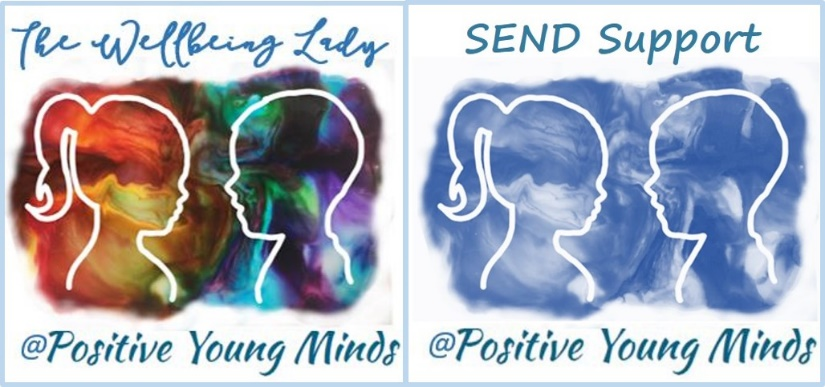 The Wellbeing Lady
@Positive Young Minds
SEND Support
@Positive Young Minds